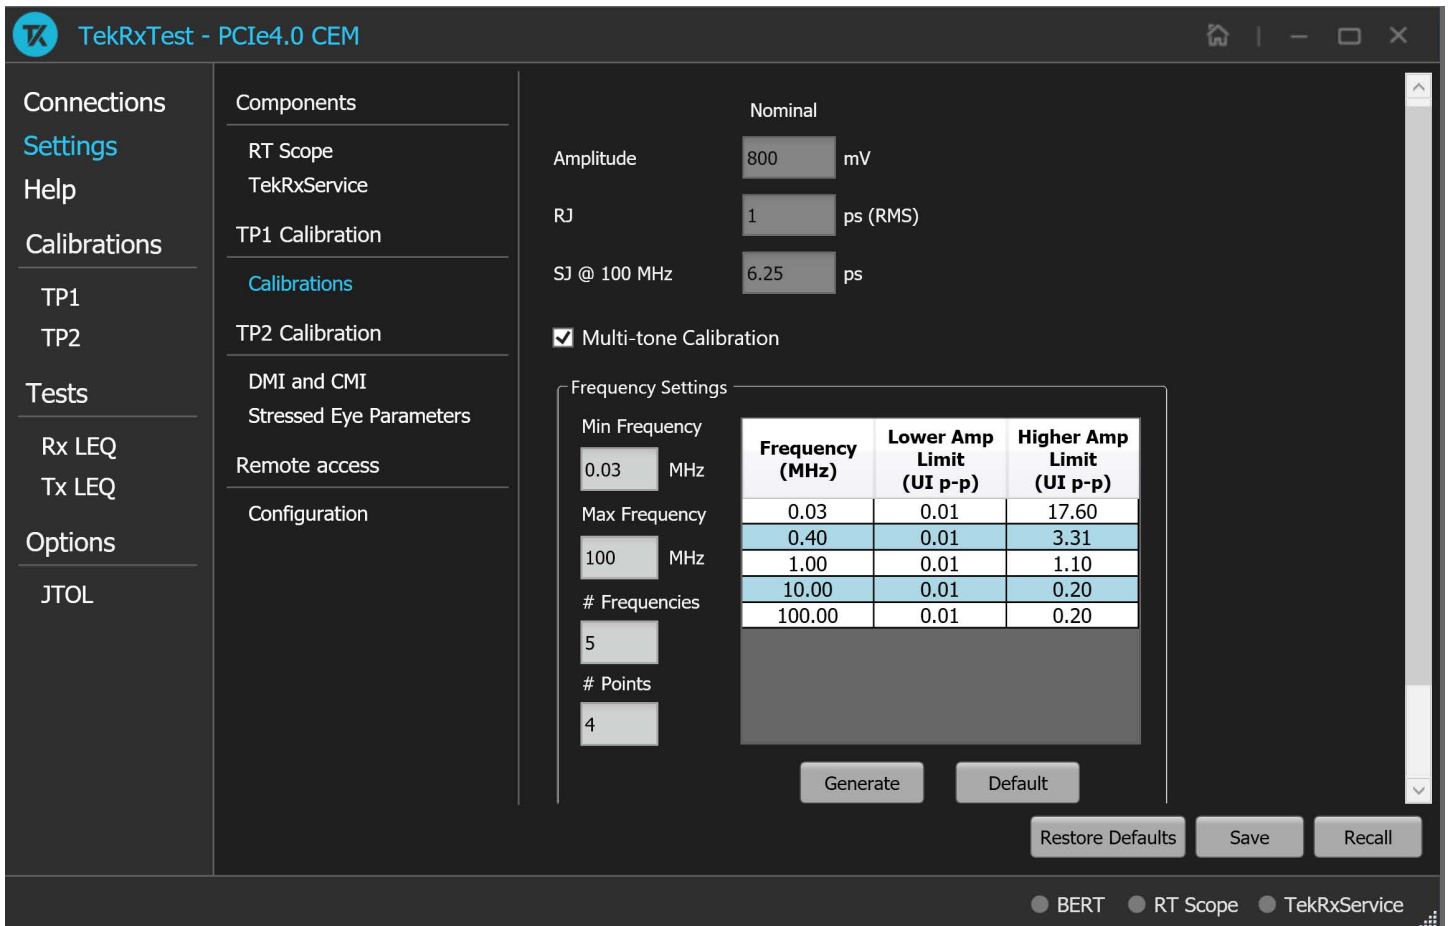 TekRxTest - PCIe4.0 CEM
Connections
Settings
Help
Calibrations
TP1
TP2
Tests
Rx LEQ
Tx LEQ
Options
JTOL
Components
RT Scope
TekRxService
TP1 Calibration
Calibrations
TP2 Calibration
DMI and CMI
Stressed Eye Parameters
Remote access
Configuration
Nominal
Amplitude 800 mV
RJ 1 ps (RMS)
SJ @ 100 MHz 6.25 ps
Multi-tone Calibration
Frequency Settings
Min Frequency
0.03 MHz
Max Frequency
100 MHz
# Frequencies
5
# Points
4
Frequency (MHz) Lower Amp Limit (UI p-p) Higher Amp Limit (UI p-p)
0.03 0.01 17.60
0.40 0.01 3.31
1.00 0.01 1.10
10.00 0.01 0.20
100.00 0.01 0.20
Generate Default
Restore Defaults Save Recall
BERT RT Scope TekRxService